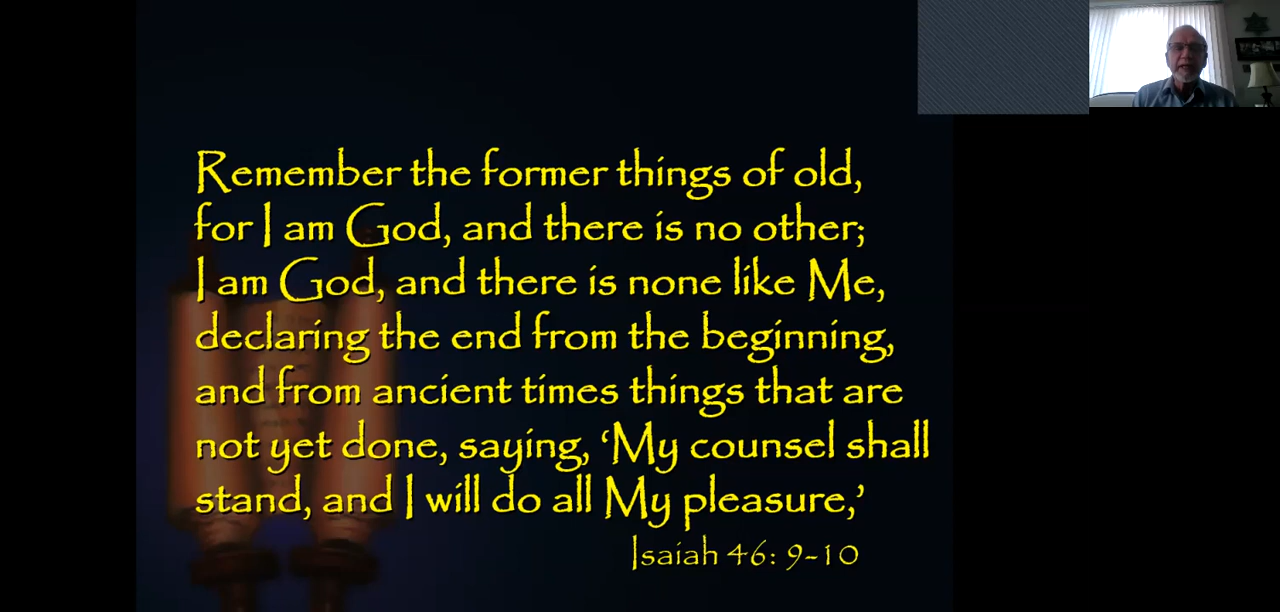 Remember the former things of old,
for I am God, and there is no other;
I am God, and there is none like Me,
declaring the end from the beginning,
and from ancient times things that are
not yet done, saying, ‘My counsel shall
stand, and I will do all My pleasure,’
Isaiah 46: 9-10